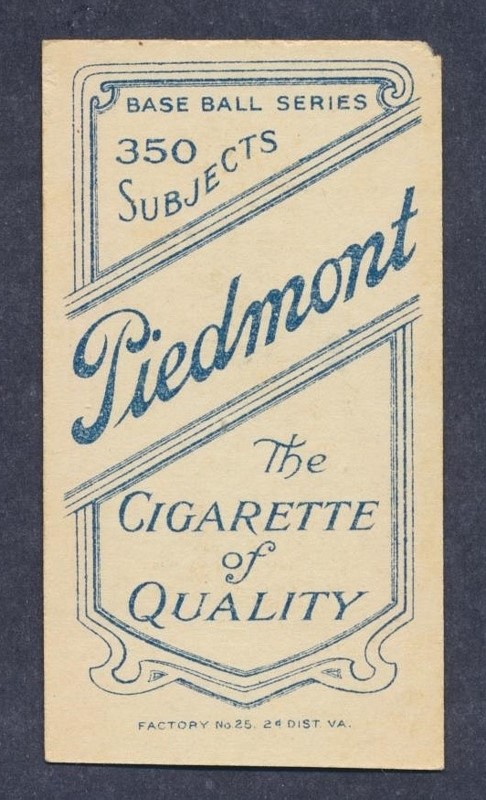 BASE BALL SERIES
350
SUBJECTS
Piedmont
The
CIGARETTE
of
QUALITY
FACTORY No. 25. 2d DIST. VA.